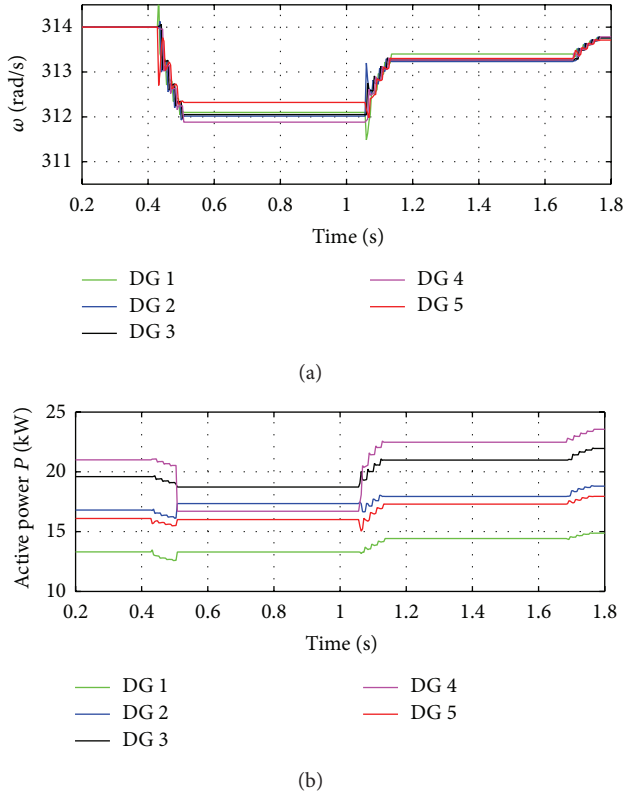 314
313
312
311
ω (rad/s)
0.2 0.4 0.6 0.8 1 1.2 1.4 1.6 1.8
Time (s)
DG 1 DG 4
DG 2 DG 5
DG 3
(a)
25
20
15
10
Active power P (kW)
0.2 0.4 0.6 0.8 1 1.2 1.4 1.6 1.8
Time (s)
DG 1 DG 4
DG 2 DG 5
DG 3
(b)